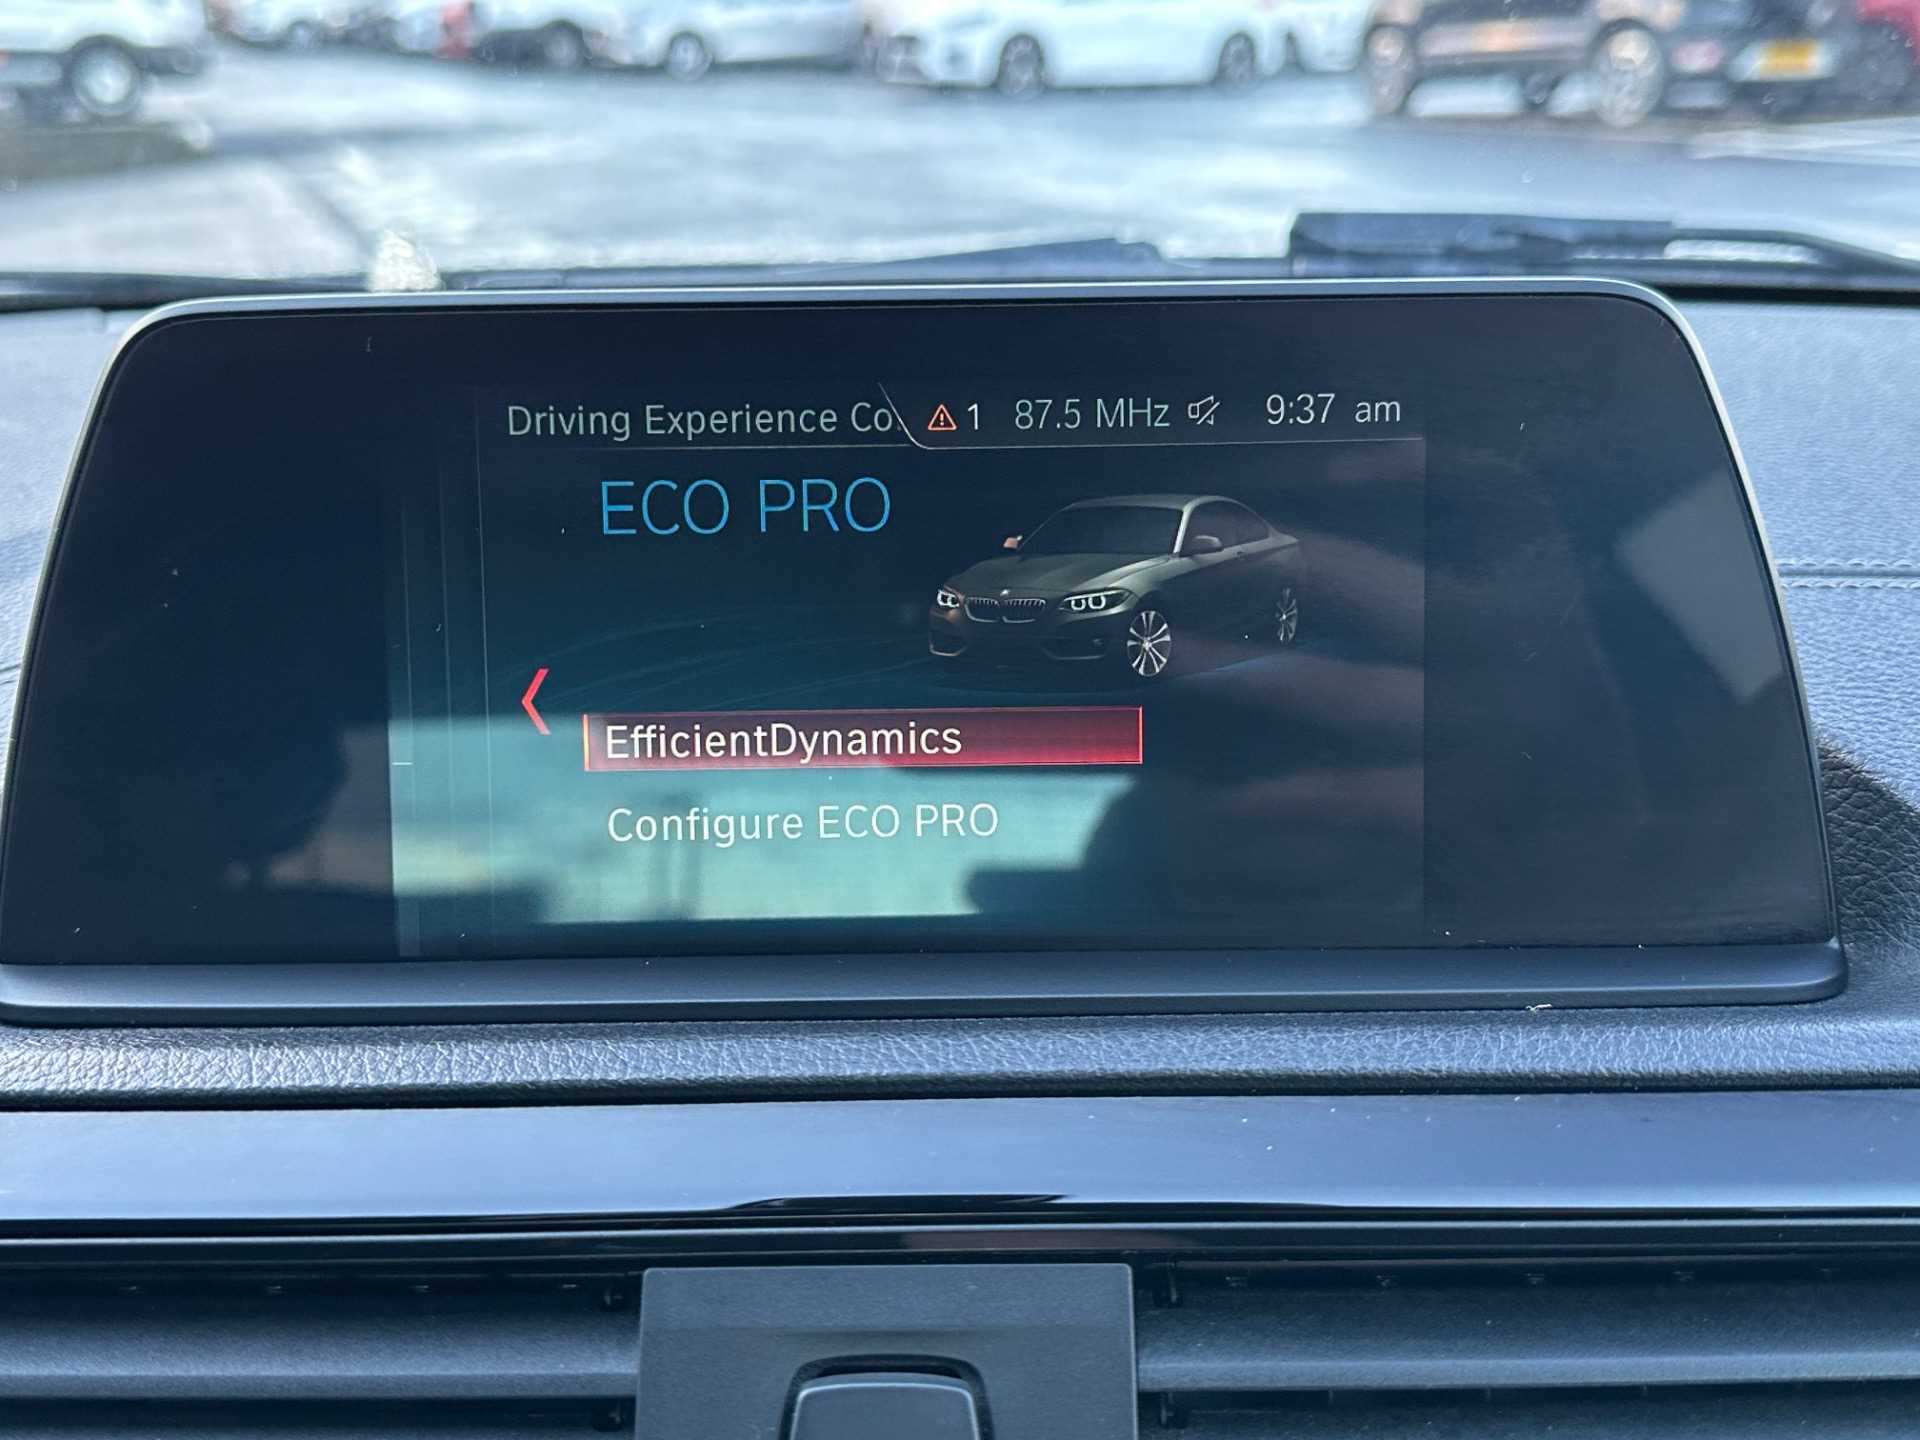 Driving Experience Co. 1 87.5 MHz 9:37 am
ECO PRO
EfficientDynamics
Configure ECO PRO